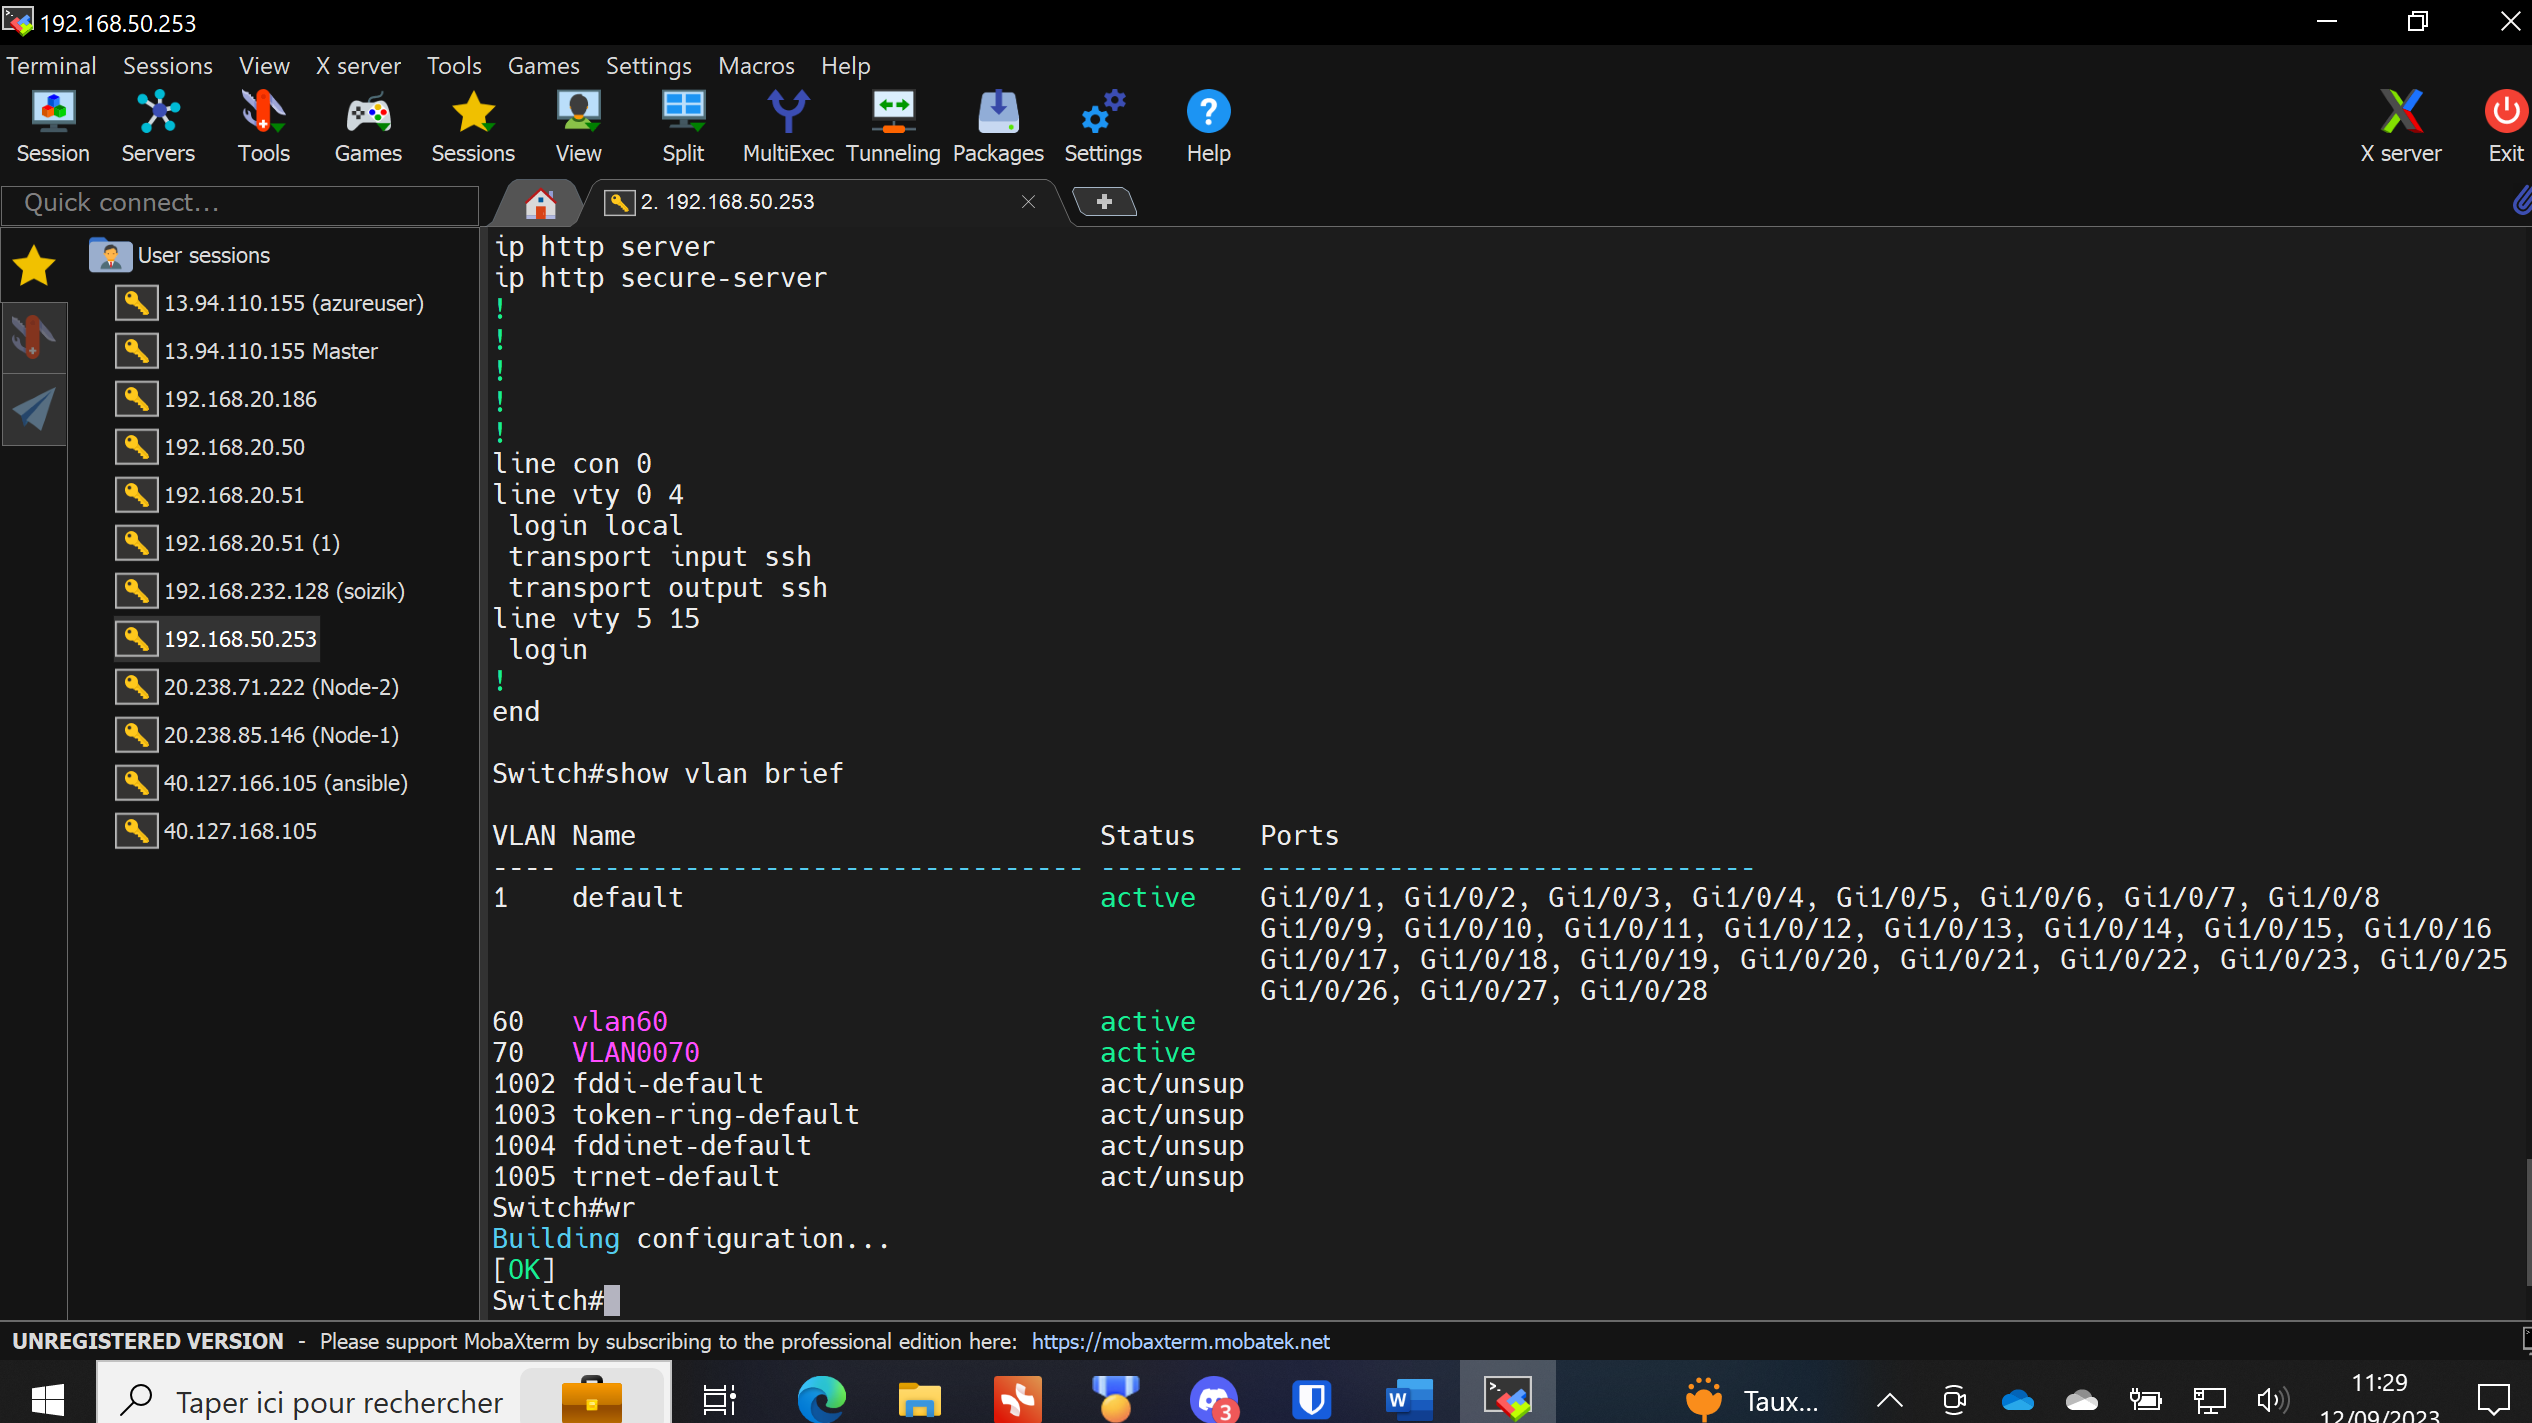 192.168.50.253
Terminal Sessions View X server Tools Games Settings Macros Help
Session Servers Tools Games Sessions View Split MultiExec Tunneling Packages Settings Help X server Exit
Quick connect...
2. 192.168.50.253
User sessions
13.94.110.155 (azureuser)
13.94.110.155 Master
192.168.20.186
192.168.20.50
192.168.20.51
192.168.20.51 (1)
192.168.232.128 (soizik)
192.168.50.253
20.238.71.222 (Node-2)
20.238.85.146 (Node-1)
40.127.166.105 (ansible)
40.127.168.105
ip http server
ip http secure-server
!
!
!
!
!
line con 0
line vty 0 4
 login local
 transport input ssh
 transport output ssh
line vty 5 15
 login
!
end
Switch#show vlan brief
VLAN Name Status Ports
---- -------------------------------- --------- -------------------------------
1 default active Gi1/0/1, Gi1/0/2, Gi1/0/3, Gi1/0/4, Gi1/0/5, Gi1/0/6, Gi1/0/7, Gi1/0/8
Gi1/0/9, Gi1/0/10, Gi1/0/11, Gi1/0/12, Gi1/0/13, Gi1/0/14, Gi1/0/15, Gi1/0/16
Gi1/0/17, Gi1/0/18, Gi1/0/19, Gi1/0/20, Gi1/0/21, Gi1/0/22, Gi1/0/23, Gi1/0/25
Gi1/0/26, Gi1/0/27, Gi1/0/28
60 vlan60 active
70 VLAN0070 active
1002 fddi-default act/unsup
1003 token-ring-default act/unsup
1004 fddinet-default act/unsup
1005 trnet-default act/unsup
Switch#wr
Building configuration...
[OK]
Switch#
UNREGISTERED VERSION - Please support MobaXterm by subscribing to the professional edition here: https://mobaxterm.mobatek.net
Taper ici pour rechercher
3
Taux...
11:29
12/09/2023